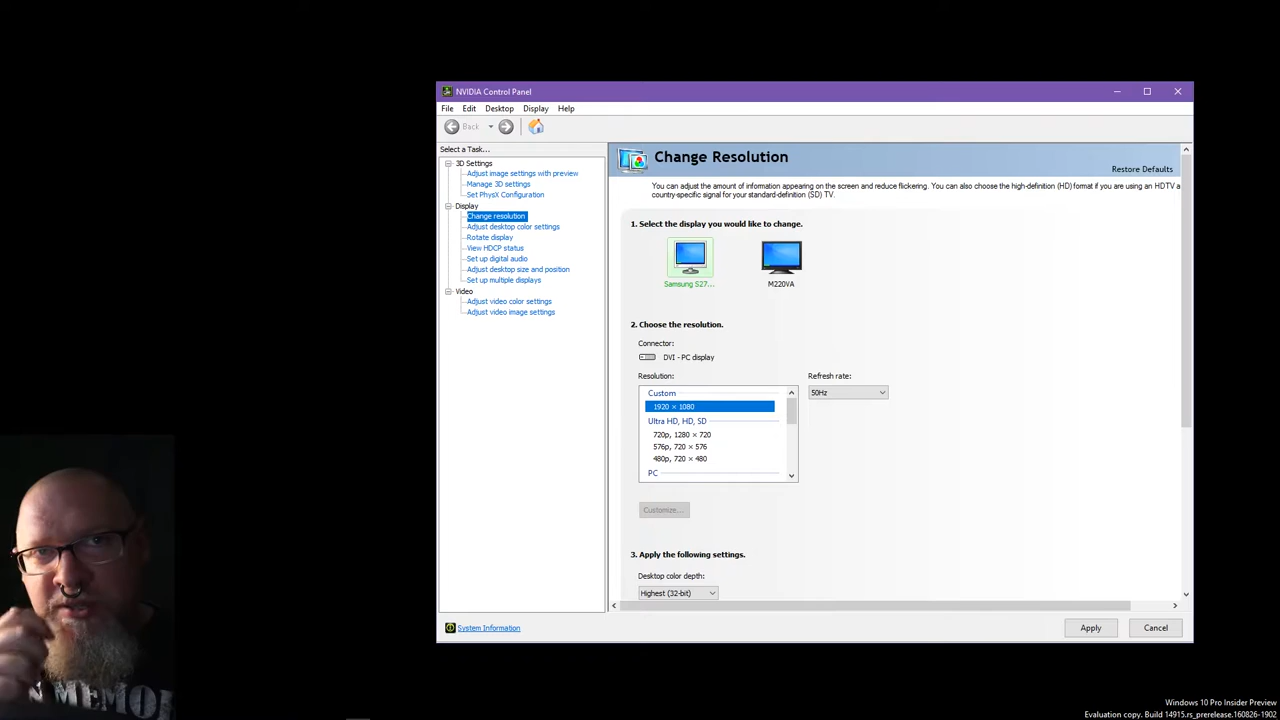 NVIDIA Control Panel
File Edit Desktop Display Help
Back
Select a Task...
3D Settings
Adjust image settings with preview
Manage 3D settings
Set PhysX Configuration
Display
Change resolution
Adjust desktop color settings
Rotate display
View HDCP status
Set up digital audio
Adjust desktop size and position
Set up multiple displays
Video
Adjust video color settings
Adjust video image settings
System Information
Change Resolution
Restore Defaults
You can adjust the amount of information appearing on the screen and reduce flickering. You can also choose the high-definition (HD) format if you are using an HDTV a
country-specific signal for your standard-definition (SD) TV.
1. Select the display you would like to change.
Samsung S27...
M220VA
2. Choose the resolution.
Connector:
DVI - PC display
Resolution:
Refresh rate:
Custom
1920 × 1080
Ultra HD, HD, SD
720p, 1280 × 720
576p, 720 × 576
480p, 720 × 480
PC
50Hz
Customize...
3. Apply the following settings.
Desktop color depth:
Highest (32-bit)
Apply
Cancel
N MEMOR
Windows 10 Pro Insider Preview
Evaluation copy. Build 14915.rs_prerelease.160826-1902